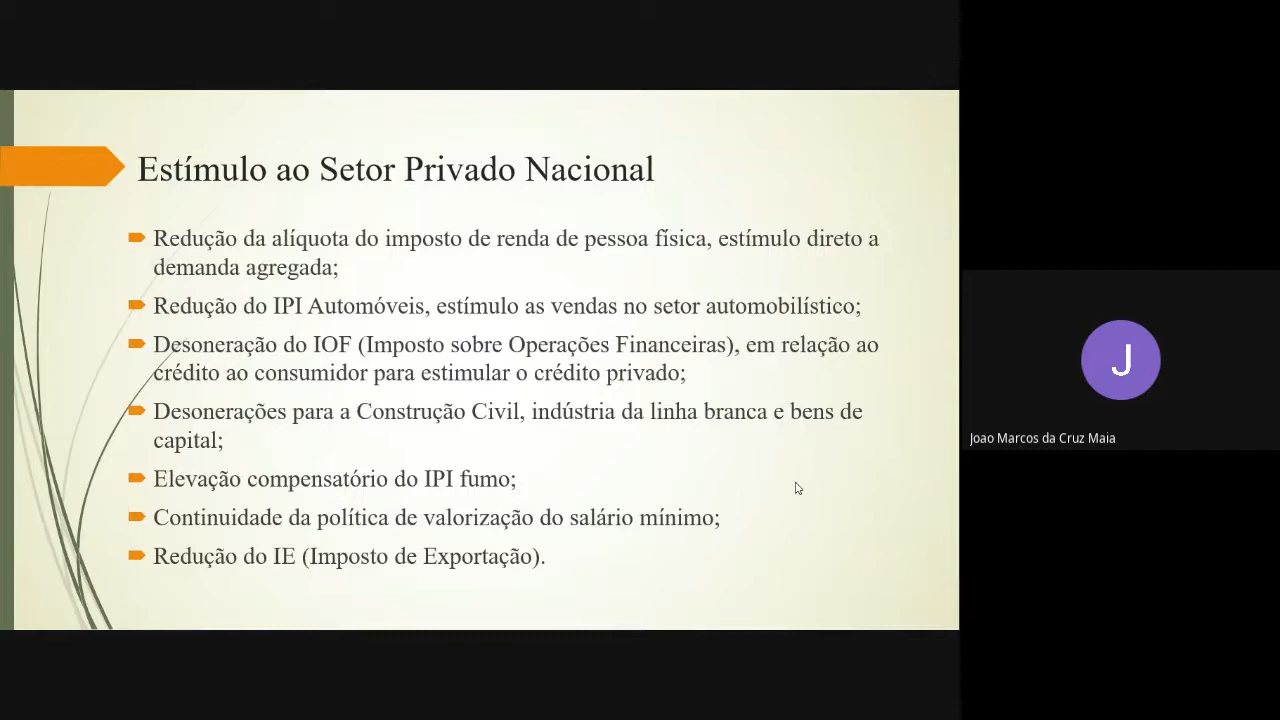 Estímulo ao Setor Privado Nacional
Redução da alíquota do imposto de renda de pessoa física, estímulo direto a
demanda agregada;
Redução do IPI Automóveis, estímulo as vendas no setor automobilístico;
Desoneração do IOF (Imposto sobre Operações Financeiras), em relação ao
crédito ao consumidor para estimular o crédito privado;
Desonerações para a Construção Civil, indústria da linha branca e bens de
capital;
Elevação compensatório do IPI fumo;
Continuidade da política de valorização do salário mínimo;
Redução do IE (Imposto de Exportação).
J
Joao Marcos da Cruz Maia